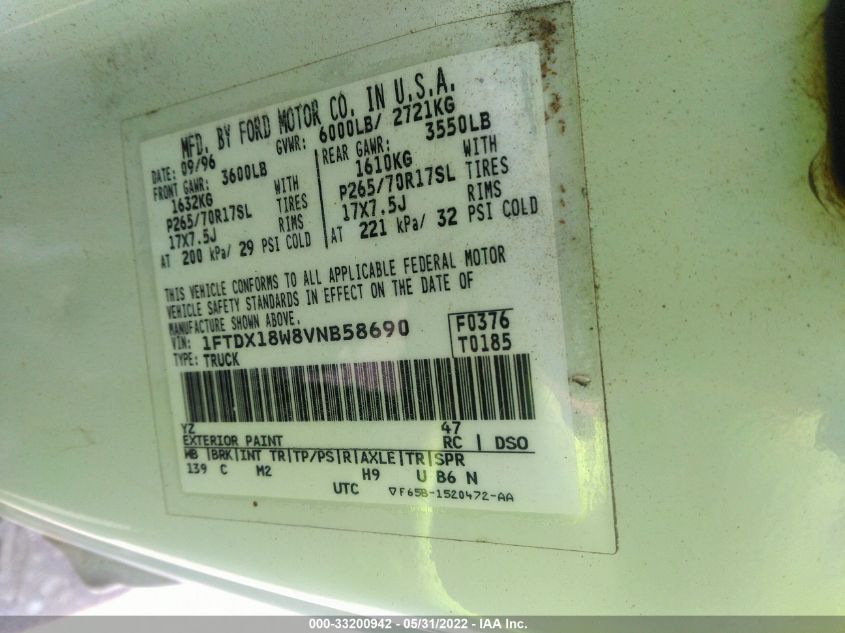 MFD. BY FORD MOTOR CO. IN U.S.A.
DATE: 09/96 GVWR: 6000LB/ 2721KG
FRONT GAWR: 3600LB REAR GAWR: 3550LB
1632KG WITH 1610KG WITH
P265/70R17SL TIRES P265/70R17SL TIRES
17X7.5J RIMS 17X7.5J RIMS
AT 200 kPa/ 29 PSI COLD AT 221 kPa/ 32 PSI COLD
THIS VEHICLE CONFORMS TO ALL APPLICABLE FEDERAL MOTOR
VEHICLE SAFETY STANDARDS IN EFFECT ON THE DATE OF
MANUFACTURE SHOWN ABOVE.
VIN: 1FTDX18W8VNB58690 F0376
TYPE: TRUCK T0185
YZ 47
EXTERIOR PAINT RC | DSO
WB |BRK|INT TR|TP/PS|R|AXLE|TR|SPR
139 C M2 H9 U B6 N
UTC ▽F65B-1520472-AA
000-33200942 - 05/31/2022 - IAA Inc.